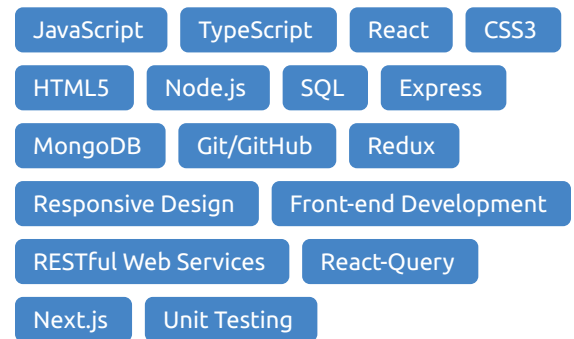 JavaScript TypeScript React CSS3
HTML5 Node.js SQL Express
MongoDB Git/GitHub Redux
Responsive Design Front-end Development
RESTful Web Services React-Query
Next.js Unit Testing